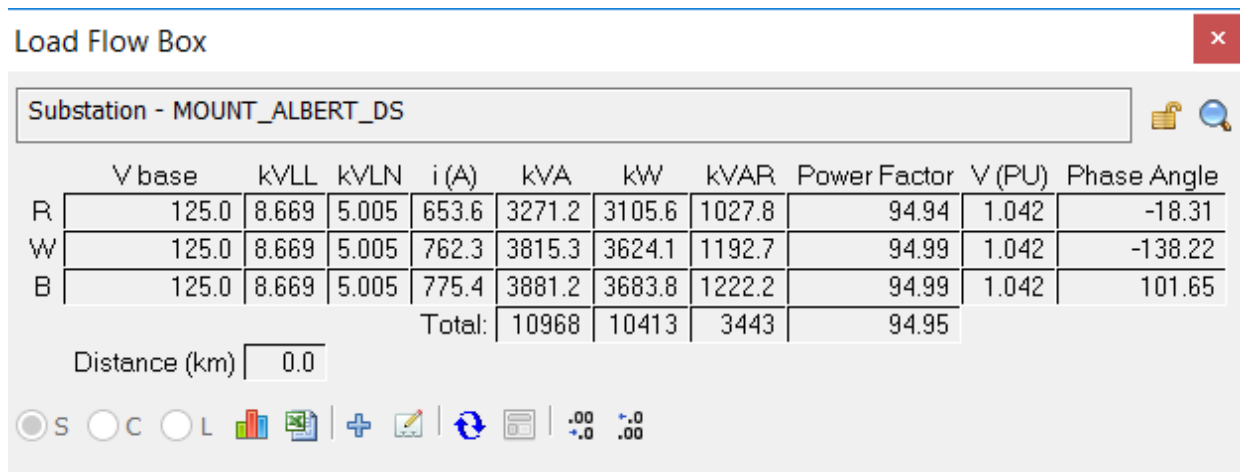 Load Flow Box
Substation - MOUNT_ALBERT_DS
V base kVLL kVLN i (A) kVA kW kVAR Power Factor V (PU) Phase Angle
R 125.0 8.669 5.005 653.6 3271.2 3105.6 1027.8 94.94 1.042 -18.31
W 125.0 8.669 5.005 762.3 3815.3 3624.1 1192.7 94.99 1.042 -138.22
B 125.0 8.669 5.005 775.4 3881.2 3683.8 1222.2 94.99 1.042 101.65
Total: 10968 10413 3443 94.95
Distance (km) 0.0
S C L .00 .0 .0 .00